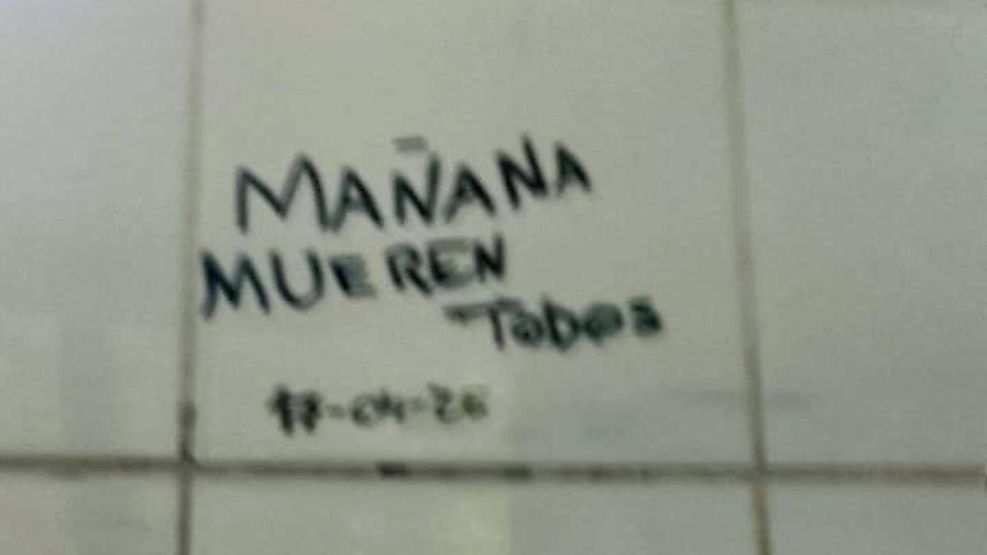 MAÑANA
MUEREN
TODOS
17-04-26